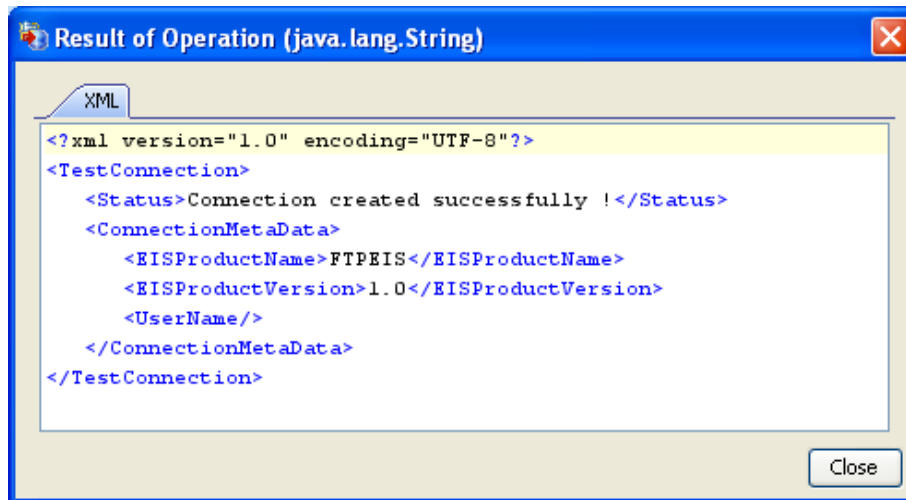 Result of Operation (java.lang.String)
XML
<?xml version="1.0" encoding="UTF-8"?>
<TestConnection>
<Status>Connection created successfully !</Status>
<ConnectionMetaData>
<EISProductName>FTPEIS</EISProductName>
<EISProductVersion>1.0</EISProductVersion>
<UserName/>
</ConnectionMetaData>
</TestConnection>
Close